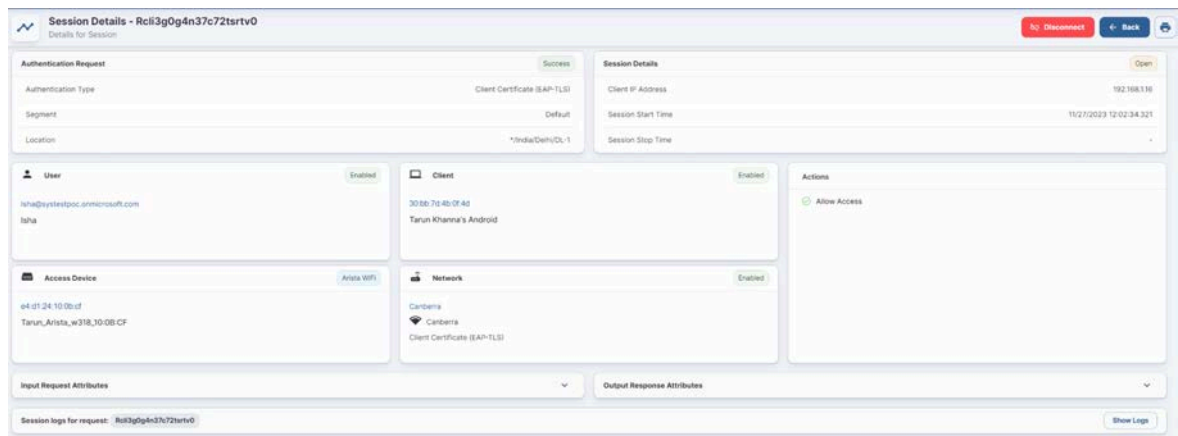 Session Details - Rcli3g0g4n37c72tsrtv0
Details for Session
Disconnect
Back
Authentication Request
Success
Authentication Type
Client Certificate (EAP-TLS)
Segment
Default
Location
*/India/Delhi/DL-1
Session Details
Open
Client IP Address
192.168.1.16
Session Start Time
11/27/2023 12:02:34.321
Session Stop Time
-
User
Enabled
isha@systestpoc.onmicrosoft.com
Isha
Client
Enabled
30:bb:7d:4b:0f:4d
Tarun Khanna's Android
Actions
Allow Access
Access Device
Arista WiFi
e4:d1:24:10:0b:cf
Tarun_Arista_w318_10:0B:CF
Network
Enabled
Canberra
Canberra
Client Certificate (EAP-TLS)
Input Request Attributes
Output Response Attributes
Session logs for request: Rcli3g0g4n37c72tsrtv0
Show Logs